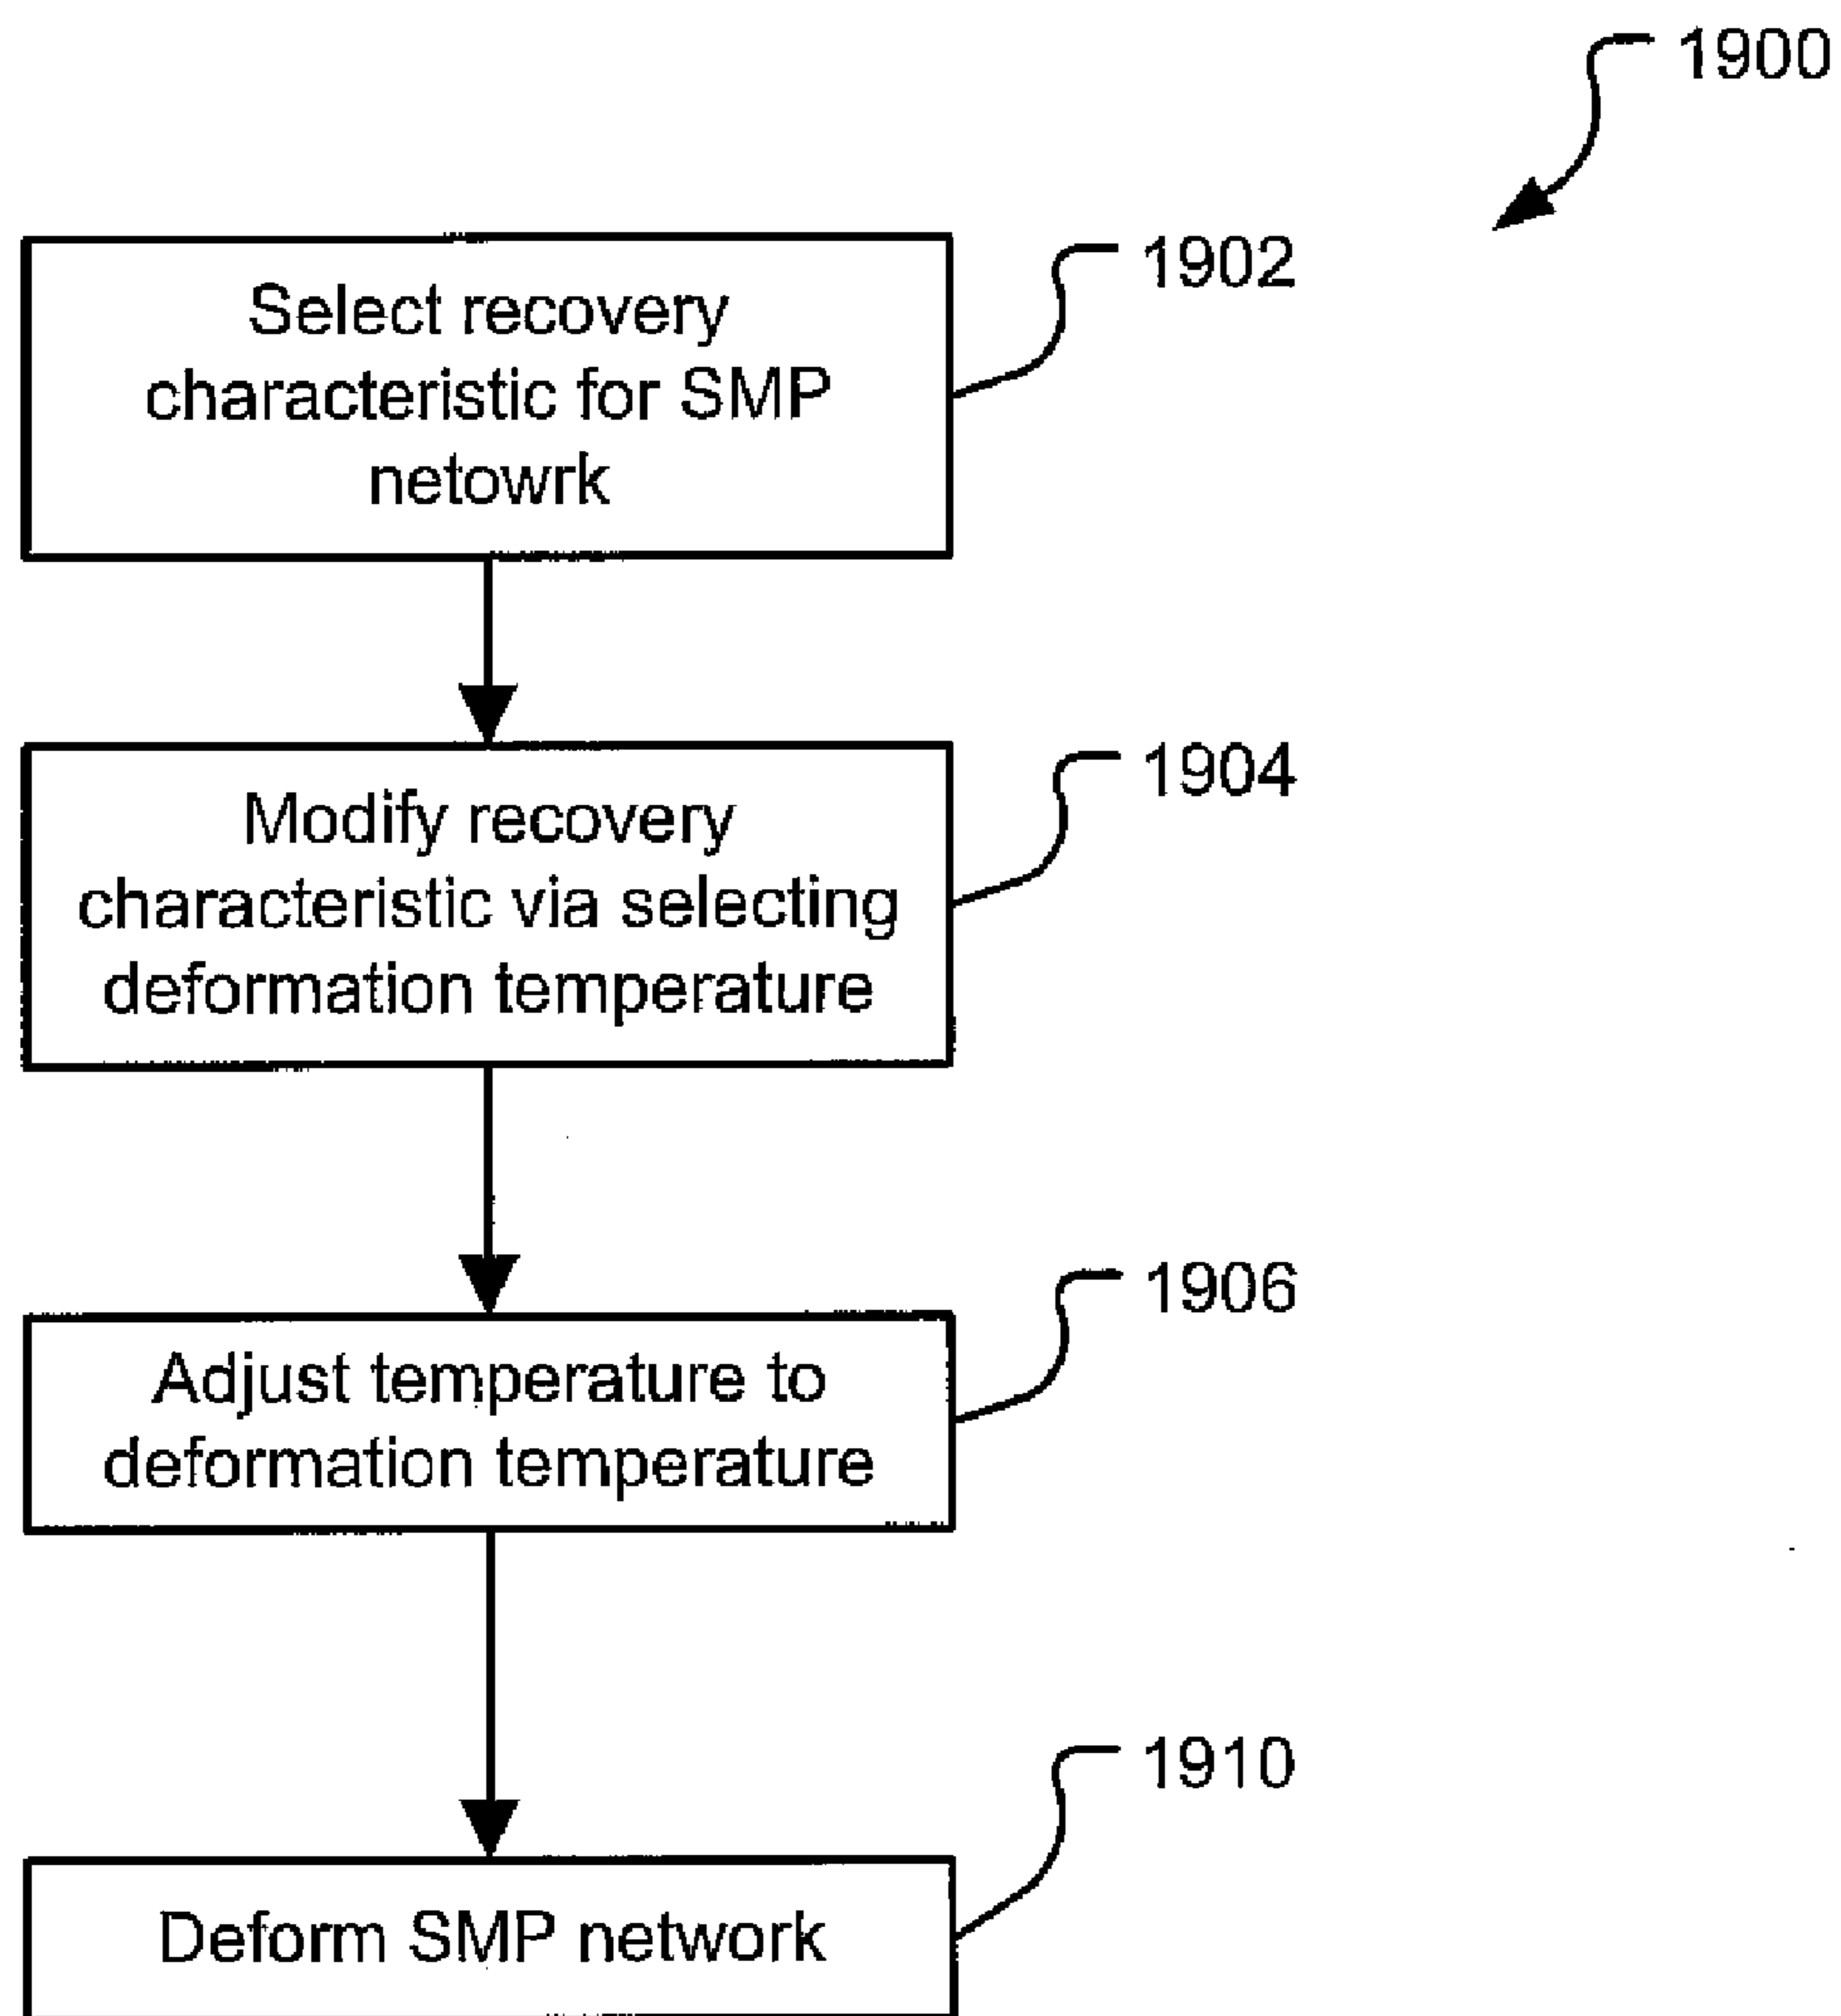 1900
1902
Select recovery
characteristic for SMP
netowrk
1904
Modify recovery
characteristic via selecting
deformation temperature
1906
Adjust temperature to
deformation temperature
1910
Deform SMP network